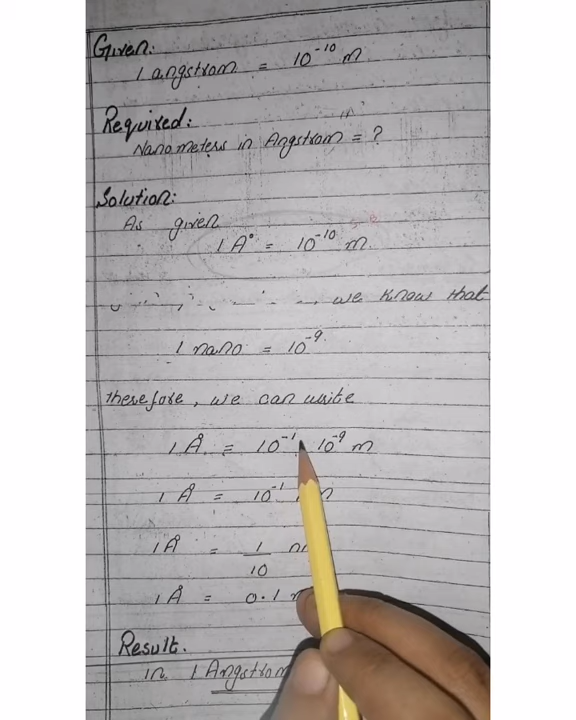 Given:
1 angstrom = 10⁻¹⁰ m
Required:
Nanometers in Angstrom = ?
Solution:
As given
1 A° = 10⁻¹⁰ m.
we know that
1 nano = 10⁻⁹.
therefore, we can write
1 Å = 10⁻¹ 10⁻⁹ m
1 Å = 10⁻¹
1 Å = 1/10
1 Å = 0.1
Result.
in 1 Angstrom